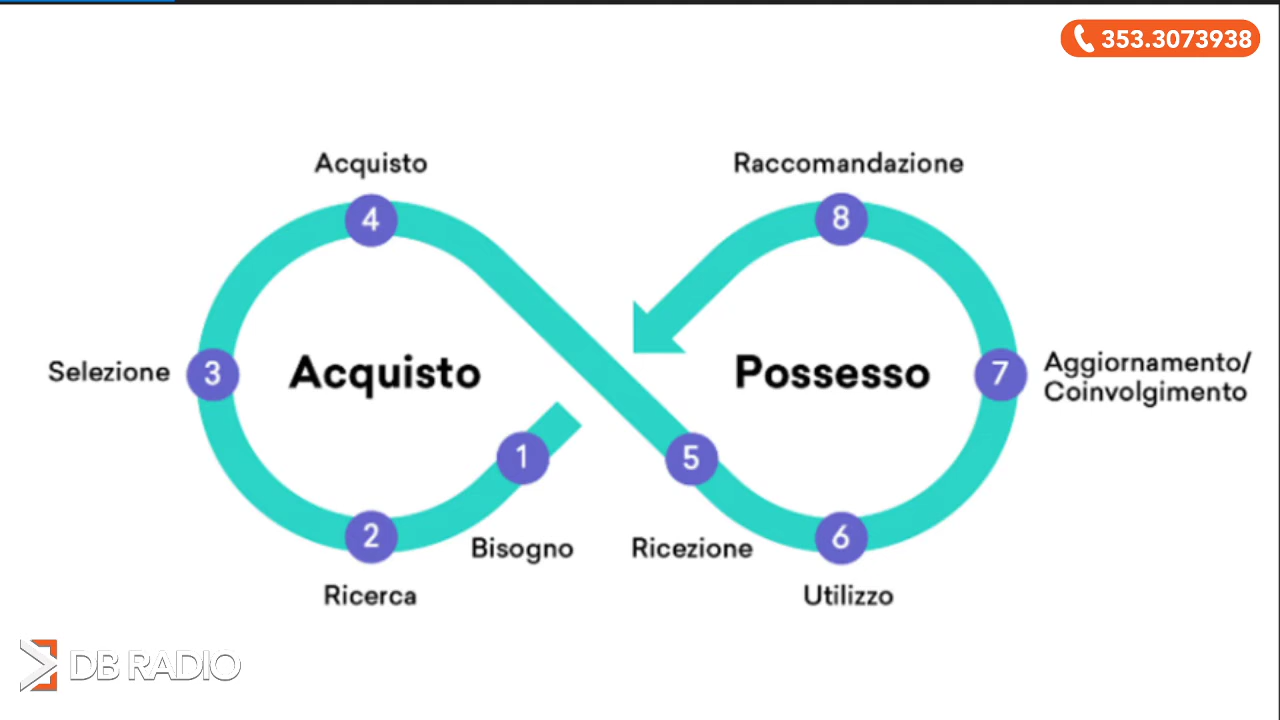 353.3073938
Acquisto
Raccomandazione
4
8
Selezione
3
Acquisto
Possesso
7
Aggiornamento/
Coinvolgimento
1
5
2
6
Bisogno
Ricezione
Ricerca
Utilizzo
DB RADIO